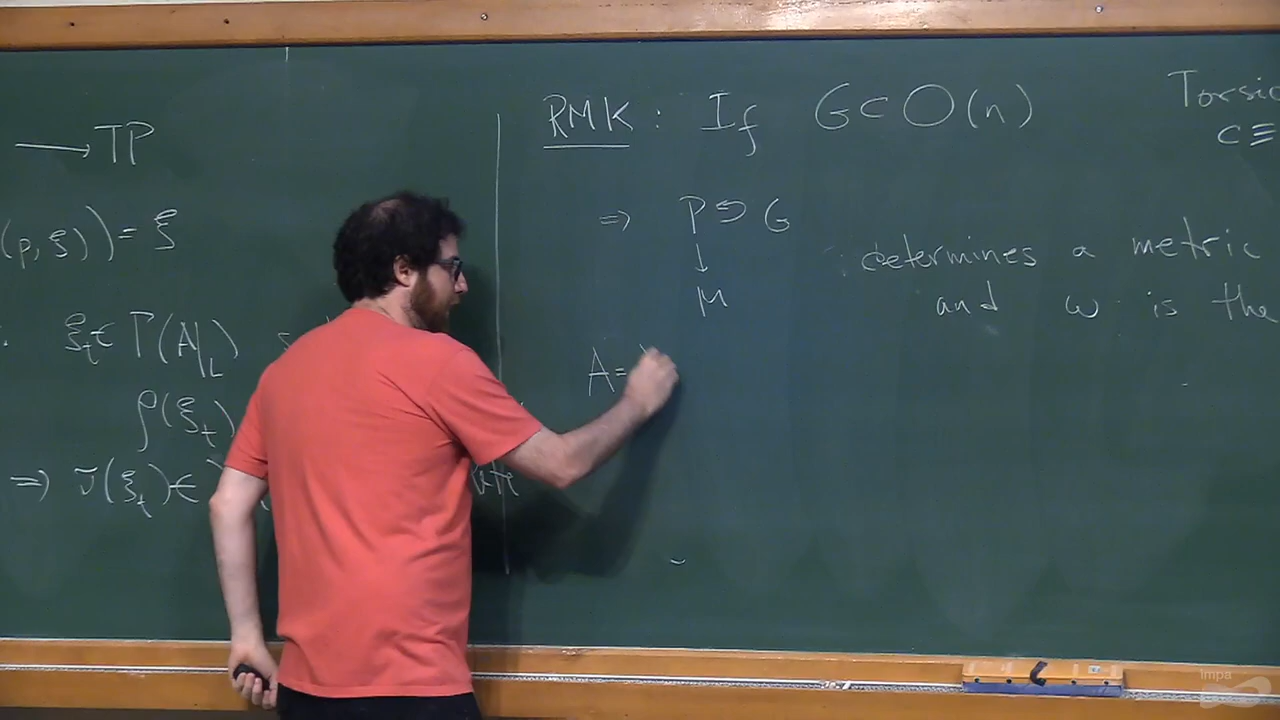 ⟶ TP
(p, ξ)) = ξ
ξ_t ∈ Γ(A|_L)
ρ(ξ_t)
⇒ (ξ_t) ∈
RMK: If G ⊂ O(n)
⇒ P ↺ G
↓
M
determines a metric
and ω is the
A =
Torsio
c ≡
impa